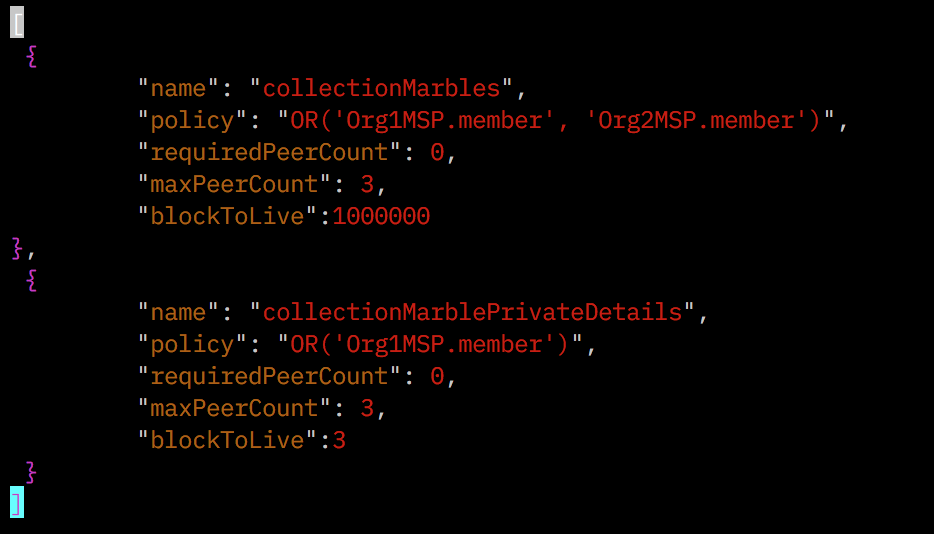 [
 {
         "name": "collectionMarbles",
         "policy": "OR('Org1MSP.member', 'Org2MSP.member')",
         "requiredPeerCount": 0,
         "maxPeerCount": 3,
         "blockToLive":1000000
},
 {
         "name": "collectionMarblePrivateDetails",
         "policy": "OR('Org1MSP.member')",
         "requiredPeerCount": 0,
         "maxPeerCount": 3,
         "blockToLive":3
 }
]